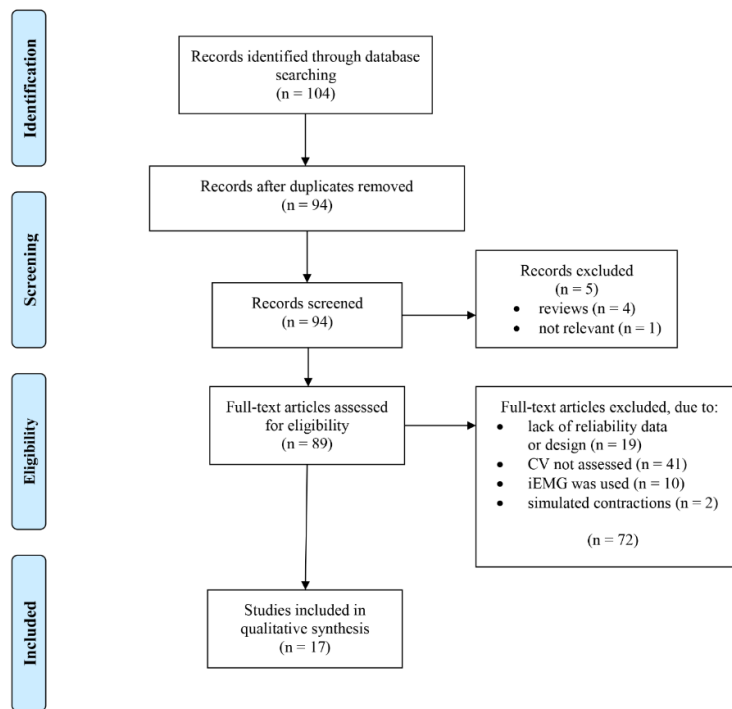 Identification
Records identified through database
searching
(n = 104)
Records after duplicates removed
(n = 94)
Screening
Records screened
(n = 94)
Records excluded
(n = 5)
• reviews (n = 4)
• not relevant (n = 1)
Eligibility
Full-text articles assessed
for eligibility
(n = 89)
Full-text articles excluded, due to:
• lack of reliability data
or design (n = 19)
• CV not assessed (n = 41)
• iEMG was used (n = 10)
• simulated contractions (n = 2)
(n = 72)
Included
Studies included in
qualitative synthesis
(n = 17)